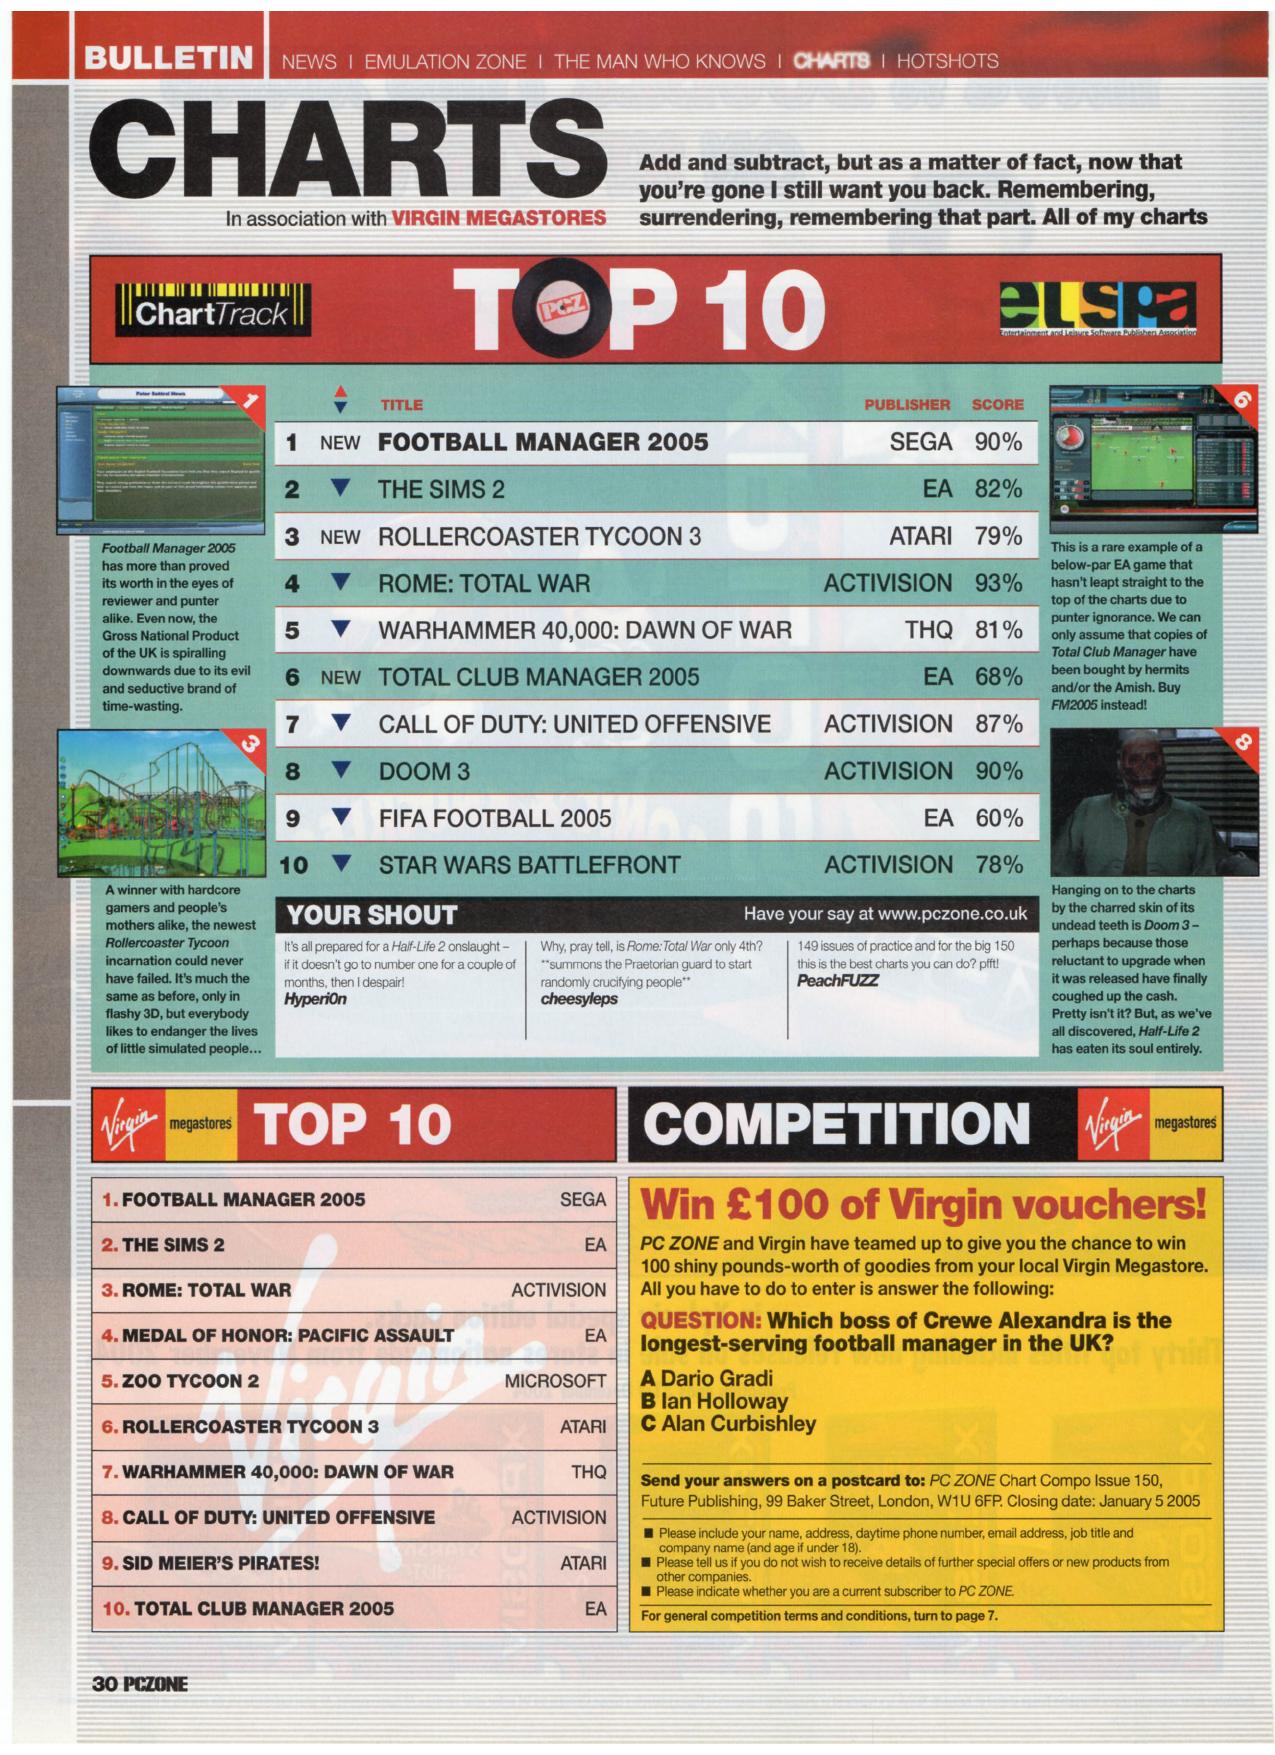 BULLETIN
NEWS | EMULATION ZONE | THE MAN WHO KNOWS | CHARTS | HOTSHOTS
CHARTS
In association with VIRGIN MEGASTORES
Add and subtract, but as a matter of fact, now that
you're gone I still want you back. Remembering,
surrendering, remembering that part. All of my charts
ChartTrack
TOP 10
PCZ
elspa
Entertainment and Leisure Software Publishers Association
TITLE PUBLISHER SCORE
1 NEW FOOTBALL MANAGER 2005 SEGA 90%
2 ▼ THE SIMS 2 EA 82%
3 NEW ROLLERCOASTER TYCOON 3 ATARI 79%
4 ▼ ROME: TOTAL WAR ACTIVISION 93%
5 ▼ WARHAMMER 40,000: DAWN OF WAR THQ 81%
6 NEW TOTAL CLUB MANAGER 2005 EA 68%
7 ▼ CALL OF DUTY: UNITED OFFENSIVE ACTIVISION 87%
8 ▼ DOOM 3 ACTIVISION 90%
9 ▼ FIFA FOOTBALL 2005 EA 60%
10 ▼ STAR WARS BATTLEFRONT ACTIVISION 78%
1
Football Manager 2005
has more than proved
its worth in the eyes of
reviewer and punter
alike. Even now, the
Gross National Product
of the UK is spiralling
downwards due to its evil
and seductive brand of
time-wasting.
3
A winner with hardcore
gamers and people's
mothers alike, the newest
Rollercoaster Tycoon
incarnation could never
have failed. It's much the
same as before, only in
flashy 3D, but everybody
likes to endanger the lives
of little simulated people...
6
This is a rare example of a
below-par EA game that
hasn't leapt straight to the
top of the charts due to
punter ignorance. We can
only assume that copies of
Total Club Manager have
been bought by hermits
and/or the Amish. Buy
FM2005 instead!
8
Hanging on to the charts
by the charred skin of its
undead teeth is Doom 3 –
perhaps because those
reluctant to upgrade when
it was released have finally
coughed up the cash.
Pretty isn't it? But, as we've
all discovered, Half-Life 2
has eaten its soul entirely.
YOUR SHOUT Have your say at www.pczone.co.uk
It's all prepared for a Half-Life 2 onslaught –
if it doesn't go to number one for a couple of
months, then I despair!
Hyperi0n
Why, pray tell, is Rome: Total War only 4th?
**summons the Praetorian guard to start
randomly crucifying people**
cheesyleps
149 issues of practice and for the big 150
this is the best charts you can do? pfft!
PeachFUZZ
Virgin megastores TOP 10
1. FOOTBALL MANAGER 2005 SEGA
2. THE SIMS 2 EA
3. ROME: TOTAL WAR ACTIVISION
4. MEDAL OF HONOR: PACIFIC ASSAULT EA
5. ZOO TYCOON 2 MICROSOFT
6. ROLLERCOASTER TYCOON 3 ATARI
7. WARHAMMER 40,000: DAWN OF WAR THQ
8. CALL OF DUTY: UNITED OFFENSIVE ACTIVISION
9. SID MEIER'S PIRATES! ATARI
10. TOTAL CLUB MANAGER 2005 EA
COMPETITION Virgin megastores
Win £100 of Virgin vouchers!
PC ZONE and Virgin have teamed up to give you the chance to win
100 shiny pounds-worth of goodies from your local Virgin Megastore.
All you have to do to enter is answer the following:
QUESTION: Which boss of Crewe Alexandra is the
longest-serving football manager in the UK?
A Dario Gradi
B Ian Holloway
C Alan Curbishley
Send your answers on a postcard to: PC ZONE Chart Compo Issue 150,
Future Publishing, 99 Baker Street, London, W1U 6FP. Closing date: January 5 2005
■ Please include your name, address, daytime phone number, email address, job title and
company name (and age if under 18).
■ Please tell us if you do not wish to receive details of further special offers or new products from
other companies.
■ Please indicate whether you are a current subscriber to PC ZONE.
For general competition terms and conditions, turn to page 7.
30 PCZONE